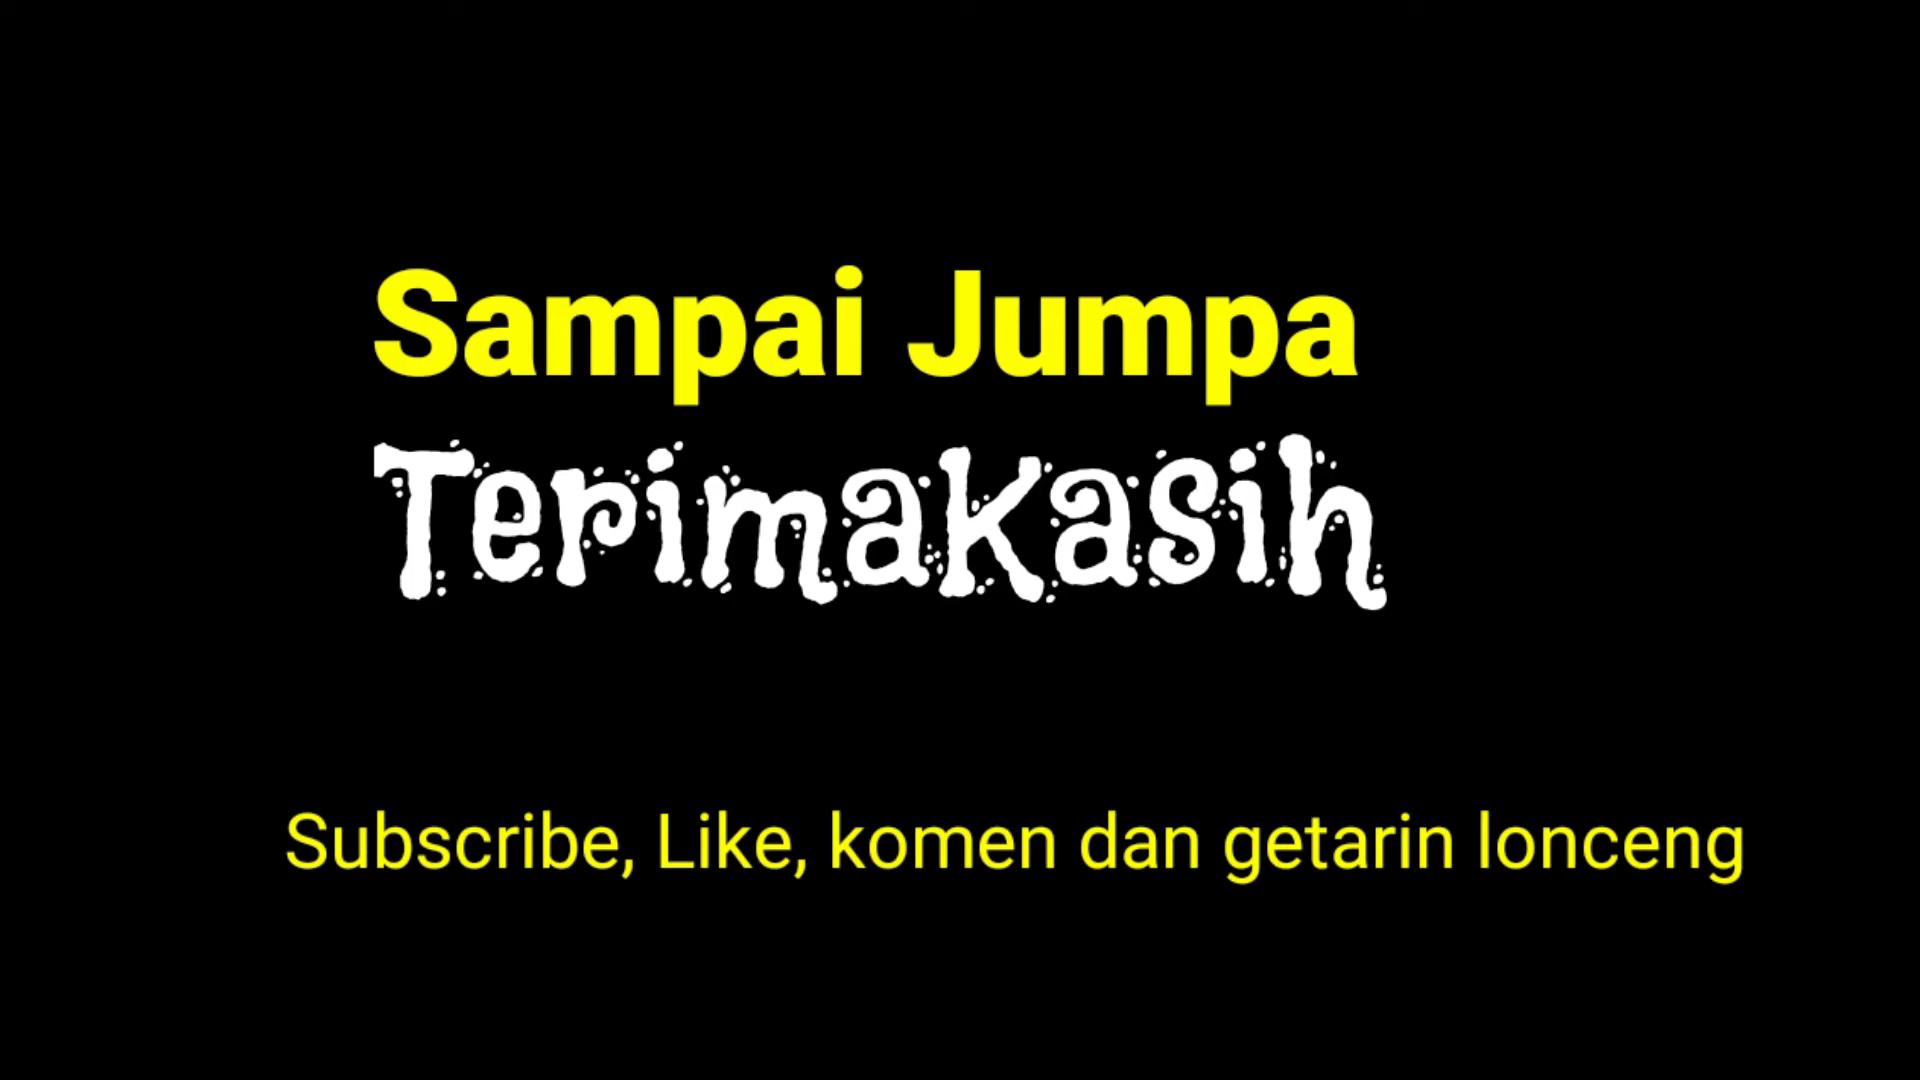 Sampai Jumpa
Terimakasih
Subscribe, Like, komen dan getarin lonceng